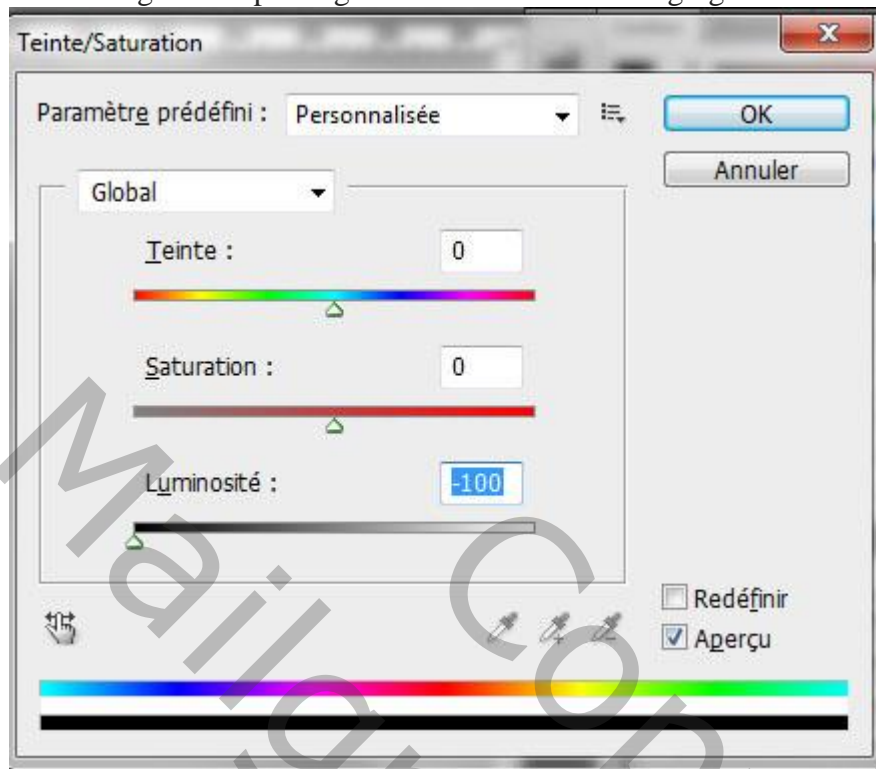 Teinte/Saturation
Paramètre prédéfini :
Personnalisée
OK
Annuler
Global
Teinte :
0
Saturation :
0
Luminosité :
-100
Redéfinir
Aperçu